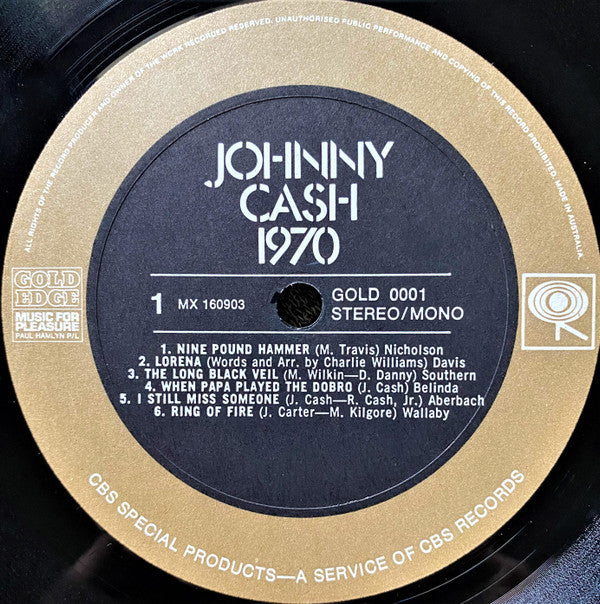 ALL RIGHTS OF THE RECORD PRODUCER AND OWNER OF THE WORK RECORDED RESERVED. UNAUTHORISED PUBLIC PERFORMANCE AND COPYING OF THIS RECORD PROHIBITED. MADE IN AUSTRALIA.
JOHNNY
CASH
1970
GOLD
EDGE
MUSIC FOR
PLEASURE
PAUL HAMLYN P/L
1 MX 160903
GOLD 0001
STEREO/MONO
1. NINE POUND HAMMER (M. Travis) Nicholson
2. LORENA (Words and Arr. by Charlie Williams) Davis
3. THE LONG BLACK VEIL (M. Wilkin—D. Danny) Southern
4. WHEN PAPA PLAYED THE DOBRO (J. Cash) Belinda
5. I STILL MISS SOMEONE (J. Cash—R. Cash, Jr.) Aberbach
6. RING OF FIRE (J. Carter—M. Kilgore) Wallaby
CBS SPECIAL PRODUCTS—A SERVICE OF CBS RECORDS